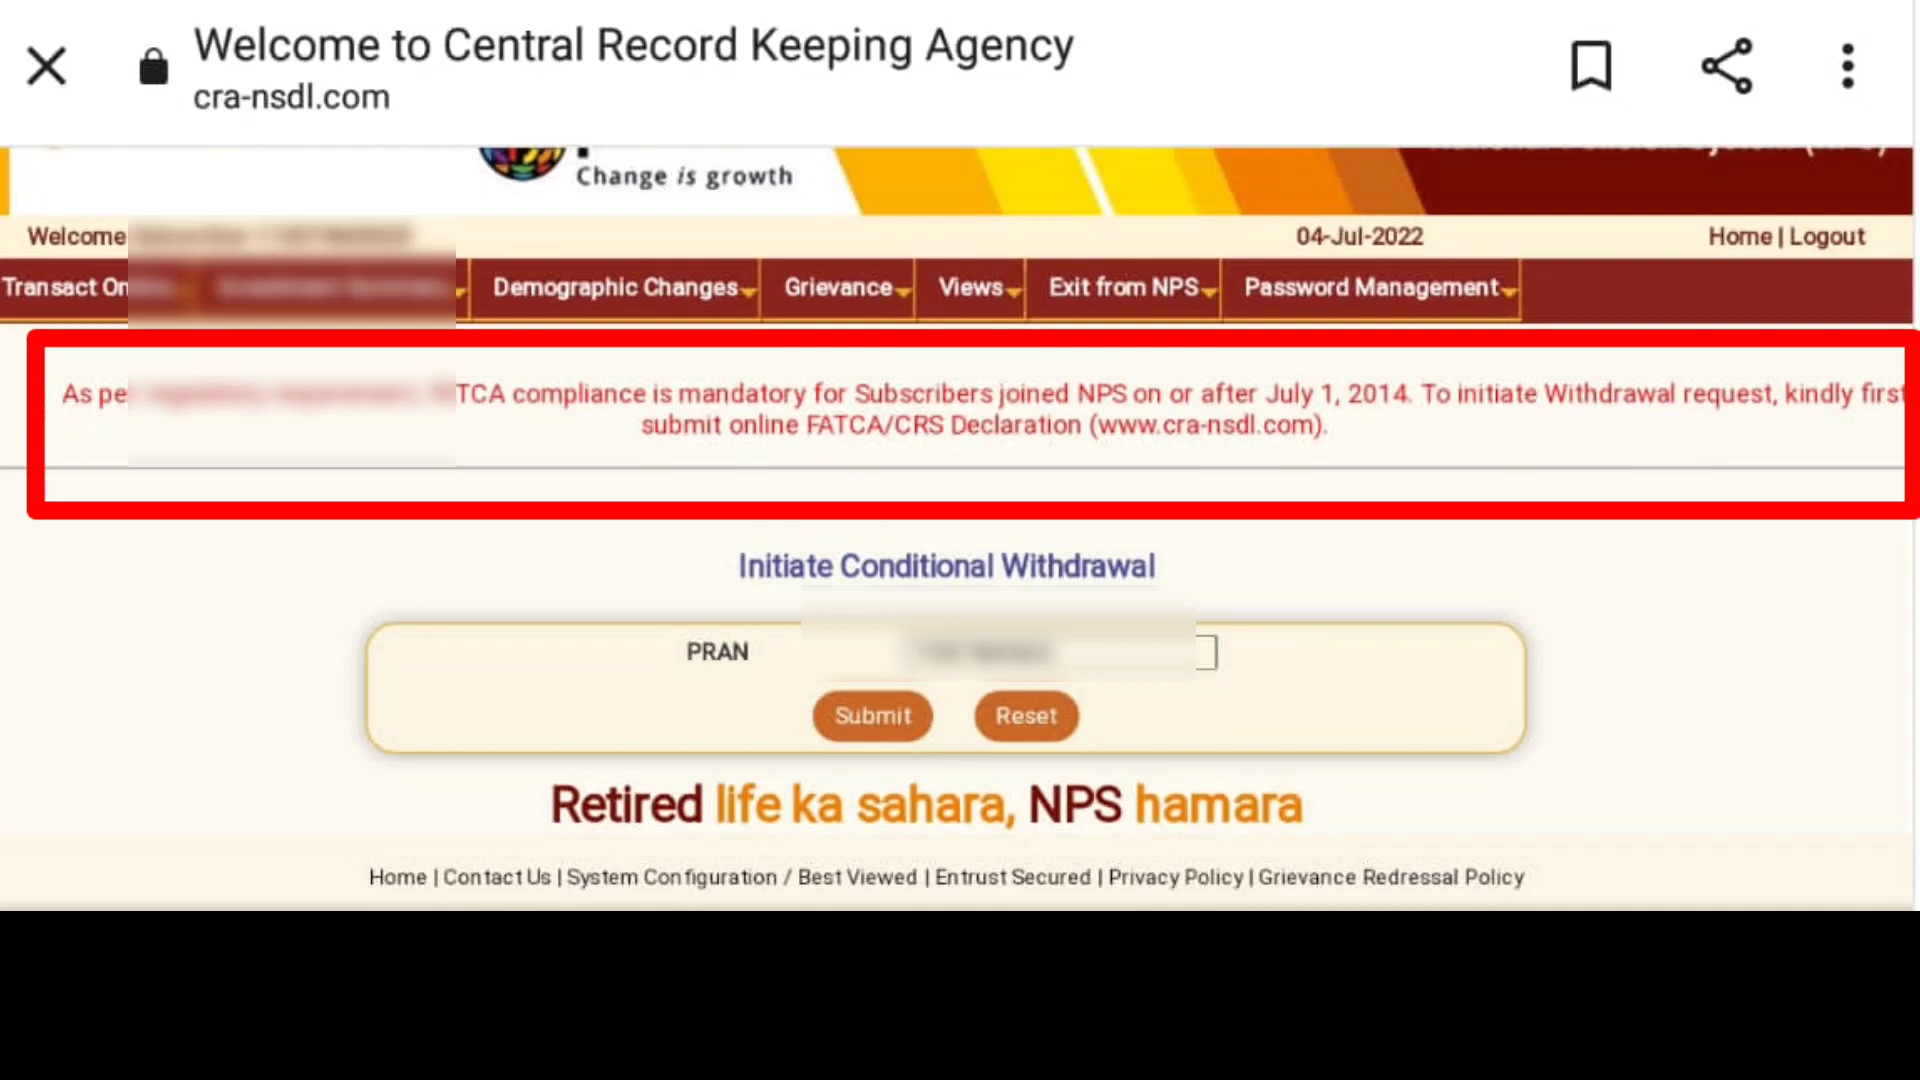 Welcome to Central Record Keeping Agency
cra-nsdl.com
Change is growth
Welcome 04-Jul-2022 Home | Logout
Transact Demographic Changes Grievance Views Exit from NPS Password Management
As TCA compliance is mandatory for Subscribers joined NPS on or after July 1, 2014. To initiate Withdrawal request, kindly first
submit online FATCA/CRS Declaration (www.cra-nsdl.com).
Initiate Conditional Withdrawal
PRAN
Submit Reset
Retired life ka sahara, NPS hamara
Home | Contact Us | System Configuration / Best Viewed | Entrust Secured | Privacy Policy | Grievance Redressal Policy